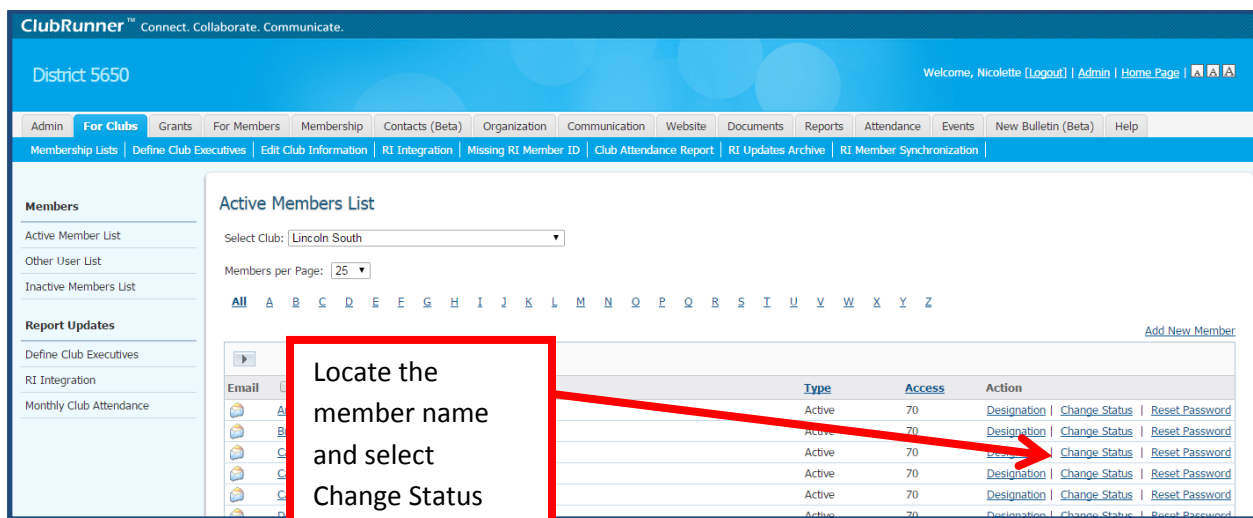 ClubRunner™ Connect. Collaborate. Communicate.
District 5650
Welcome, Nicolette [Logout] | Admin | Home Page | A A A
Admin For Clubs Grants For Members Membership Contacts (Beta) Organization Communication Website Documents Reports Attendance Events New Bulletin (Beta) Help
Membership Lists | Define Club Executives | Edit Club Information | RI Integration | Missing RI Member ID | Club Attendance Report | RI Updates Archive | RI Member Synchronization |
Members
Active Member List
Other User List
Inactive Members List
Report Updates
Define Club Executives
RI Integration
Monthly Club Attendance
Active Members List
Select Club: Lincoln South
Members per Page: 25
All A B C D E F G H I J K L M N O P Q R S T U V W X Y Z
Add New Member
Email Type Access Action
Active 70 Designation | Change Status | Reset Password
Active 70 Designation | Change Status | Reset Password
Active 70 Designation | Change Status | Reset Password
Active 70 Designation | Change Status | Reset Password
Active 70 Designation | Change Status | Reset Password
Active 70 Designation | Change Status | Reset Password
Locate the
member name
and select
Change Status